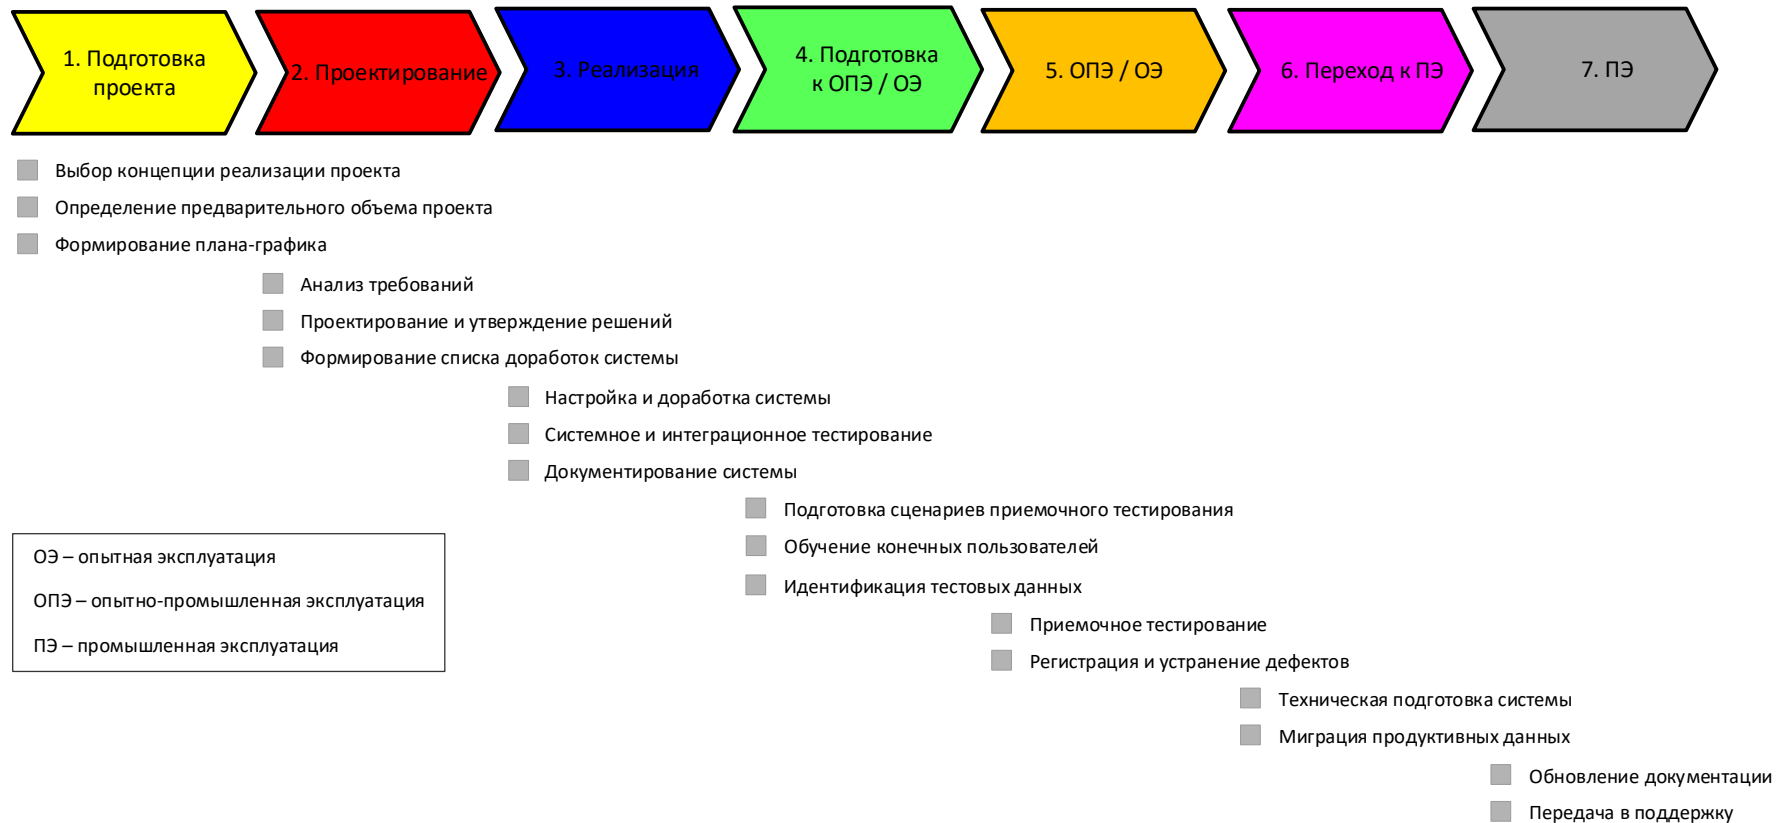 1. Подготовка
проекта
2. Проектирование
3. Реализация
4. Подготовка
к ОПЭ / ОЭ
5. ОПЭ / ОЭ
6. Переход к ПЭ
7. ПЭ
Выбор концепции реализации проекта
Определение предварительного объема проекта
Формирование плана-графика
Анализ требований
Проектирование и утверждение решений
Формирование списка доработок системы
Настройка и доработка системы
Системное и интеграционное тестирование
Документирование системы
Подготовка сценариев приемочного тестирования
Обучение конечных пользователей
Идентификация тестовых данных
ОЭ – опытная эксплуатация
ОПЭ – опытно-промышленная эксплуатация
ПЭ – промышленная эксплуатация
Приемочное тестирование
Регистрация и устранение дефектов
Техническая подготовка системы
Миграция продуктивных данных
Обновление документации
Передача в поддержку